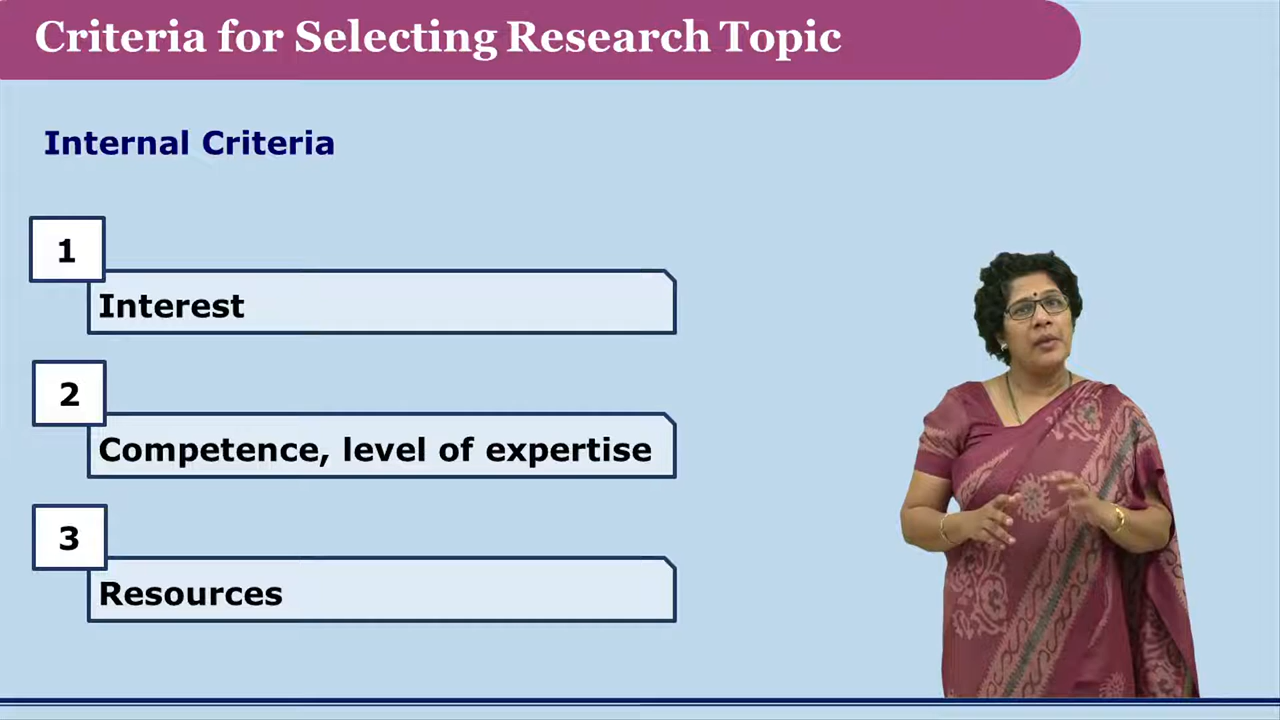 Criteria for Selecting Research Topic
Internal Criteria
1
Interest
2
Competence, level of expertise
3
Resources